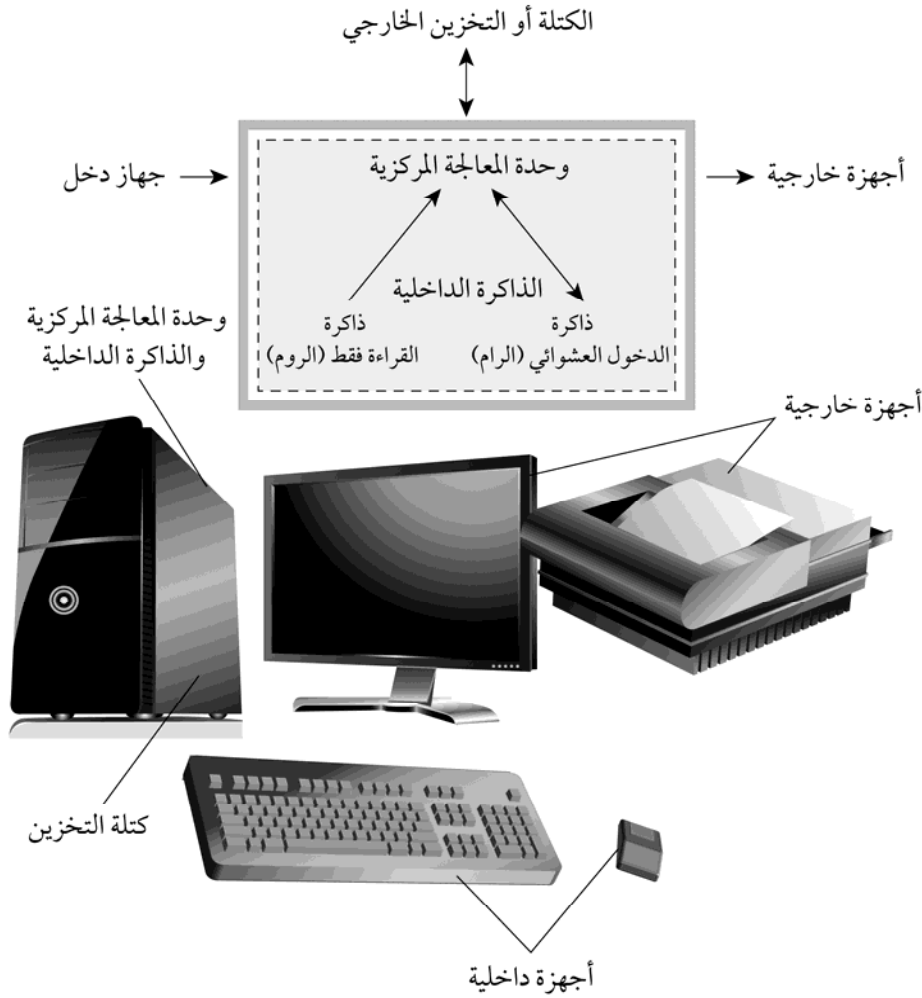 الكتلة أو التخزين الخارجي
وحدة المعالجة المركزية
أجهزة خارجية
جهاز دخل
الذاكرة الداخلية
ذاكرة
الدخول العشوائي (الرام)
ذاكرة
القراءة فقط (الروم)
وحدة المعالجة المركزية
والذاكرة الداخلية
أجهزة خارجية
كتلة التخزين
أجهزة داخلية